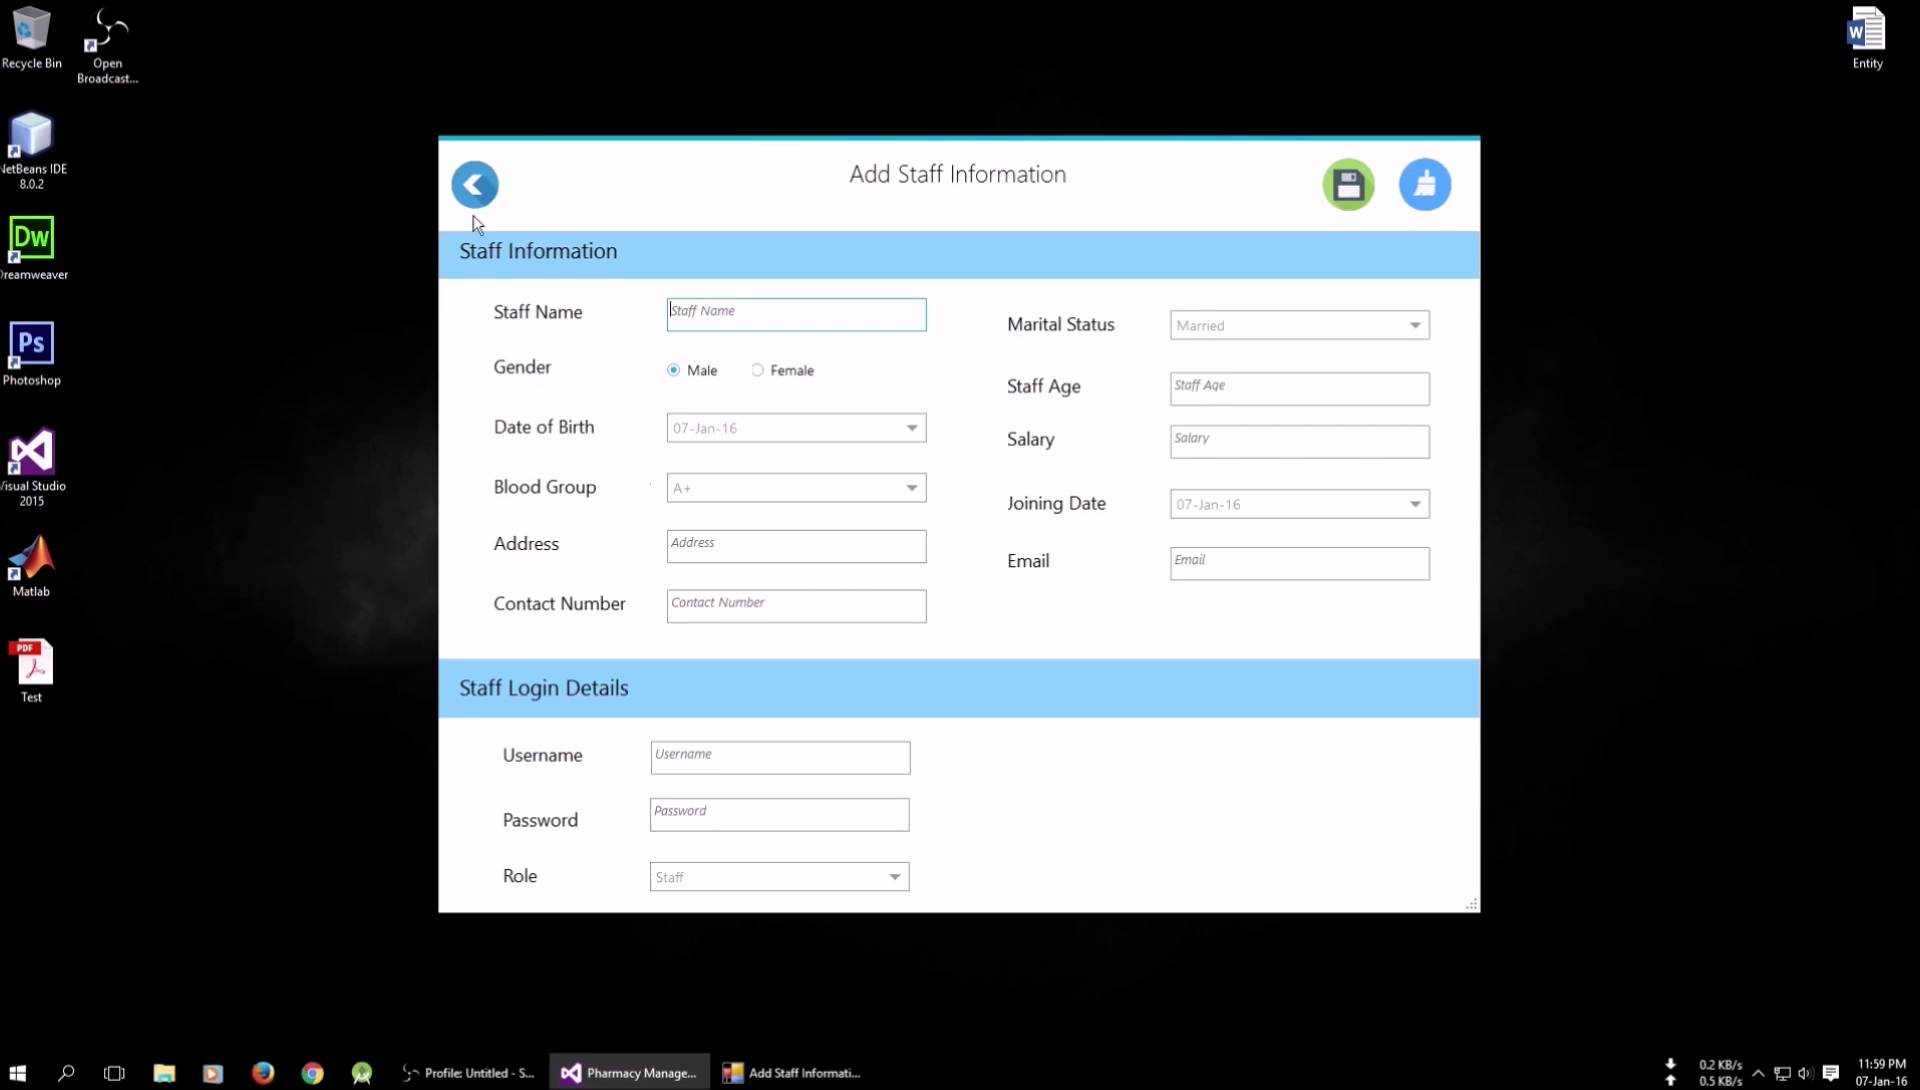 Recycle Bin
Open
Broadcast...
Entity
NetBeans IDE
8.0.2
Dw
Dreamweaver
Ps
Photoshop
Visual Studio
2015
Matlab
PDF
Test
Add Staff Information
Staff Information
Staff Name
Staff Name
Gender
Male
Female
Date of Birth
07-Jan-16
Blood Group
A+
Address
Address
Contact Number
Contact Number
Marital Status
Married
Staff Age
Staff Age
Salary
Salary
Joining Date
07-Jan-16
Email
Email
Staff Login Details
Username
Username
Password
Password
Role
Staff
Profile: Untitled - S...
Pharmacy Manage...
Add Staff Informati...
0.2 KB/s
0.5 KB/s
11:59 PM
07-Jan-16